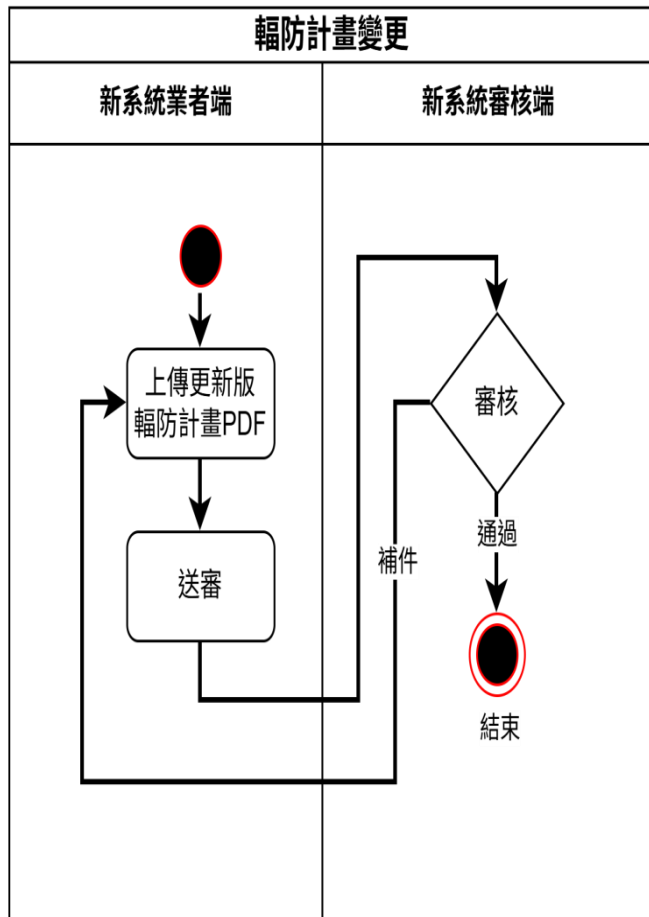 輻防計畫變更
新系統業者端
新系統審核端
上傳更新版
輻防計畫PDF
審核
通過
補件
送審
結束